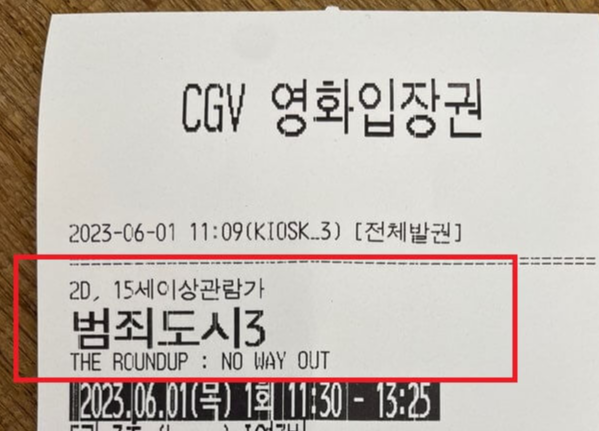 CGV 영화입장권
2023-06-01 11:09(KIOSK_3) [전체발권]
2D, 15세이상관람가
범죄도시3
THE ROUNDUP : NO WAY OUT
2023.06.01(목) 1회 11:30 - 13:25